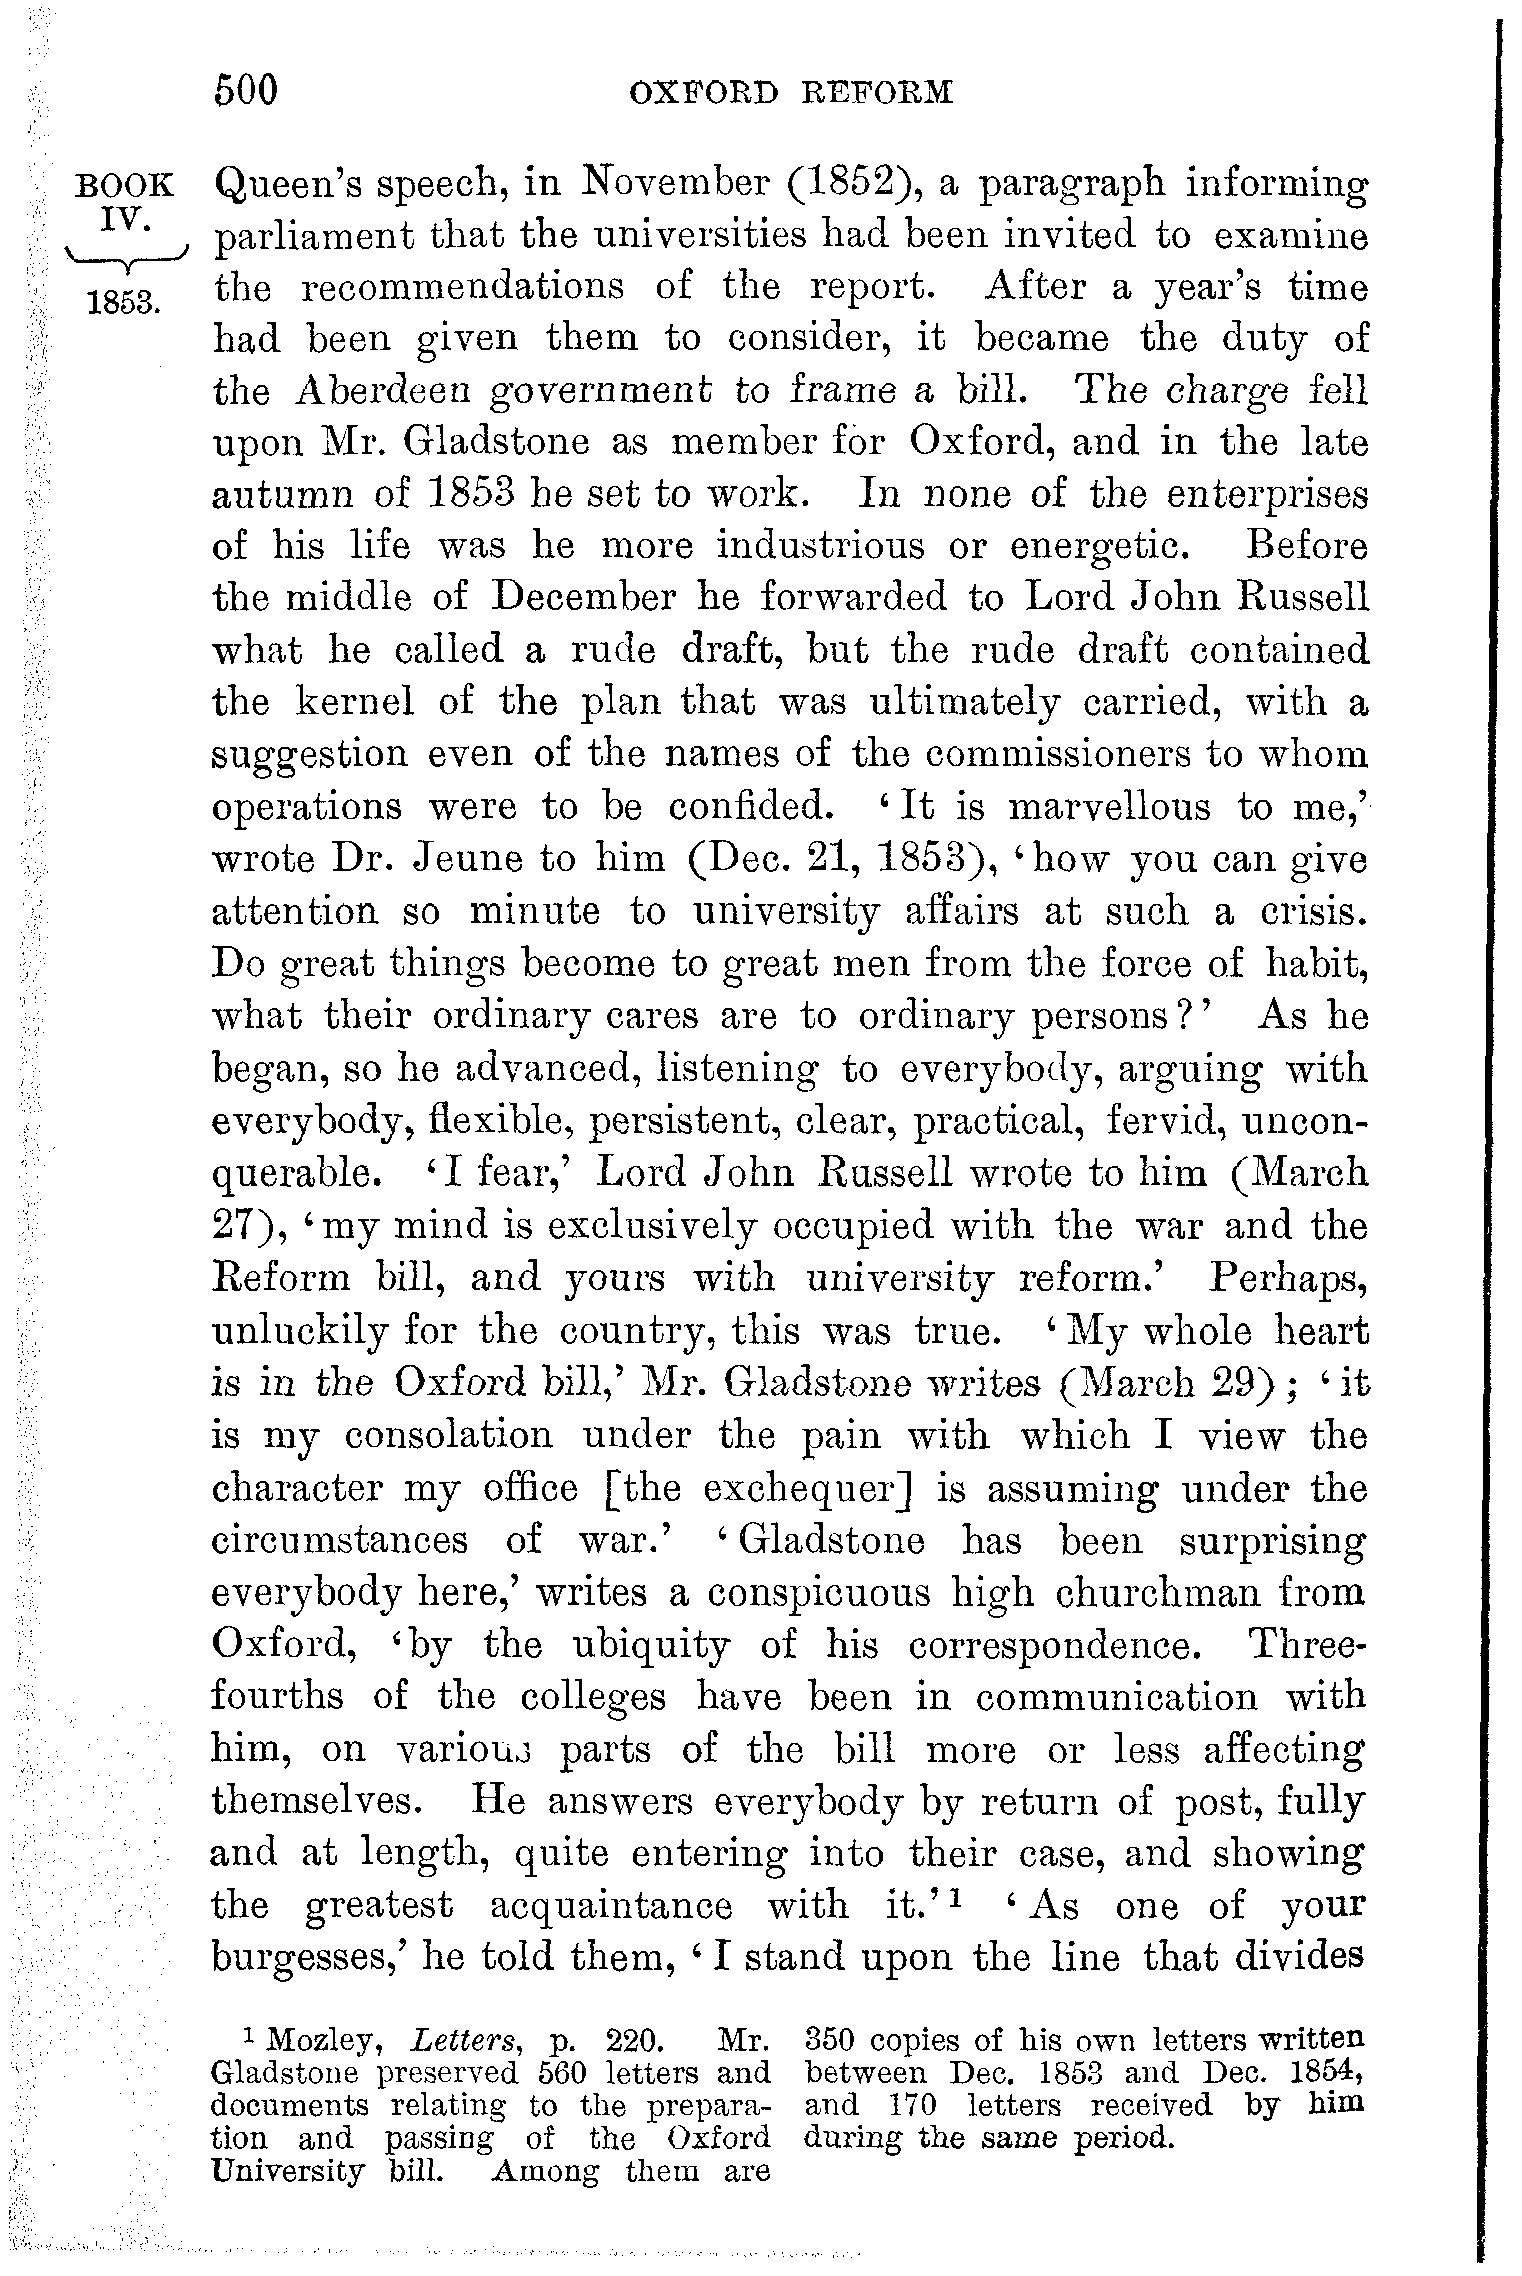 500 OXFORD REFORM
BOOK
IV.
1853.
Queen's speech, in November (1852), a paragraph informing
parliament that the universities had been invited to examine
the recommendations of the report. After a year's time
had been given them to consider, it became the duty of
the Aberdeen government to frame a bill. The charge fell
upon Mr. Gladstone as member for Oxford, and in the late
autumn of 1853 he set to work. In none of the enterprises
of his life was he more industrious or energetic. Before
the middle of December he forwarded to Lord John Russell
what he called a rude draft, but the rude draft contained
the kernel of the plan that was ultimately carried, with a
suggestion even of the names of the commissioners to whom
operations were to be confided. ‘It is marvellous to me,’
wrote Dr. Jeune to him (Dec. 21, 1853), ‘how you can give
attention so minute to university affairs at such a crisis.
Do great things become to great men from the force of habit,
what their ordinary cares are to ordinary persons?’ As he
began, so he advanced, listening to everybody, arguing with
everybody, flexible, persistent, clear, practical, fervid, uncon-
querable. ‘I fear,’ Lord John Russell wrote to him (March
27), ‘my mind is exclusively occupied with the war and the
Reform bill, and yours with university reform.’ Perhaps,
unluckily for the country, this was true. ‘My whole heart
is in the Oxford bill,’ Mr. Gladstone writes (March 29); ‘it
is my consolation under the pain with which I view the
character my office [the exchequer] is assuming under the
circumstances of war.’ ‘Gladstone has been surprising
everybody here,’ writes a conspicuous high churchman from
Oxford, ‘by the ubiquity of his correspondence. Three-
fourths of the colleges have been in communication with
him, on various parts of the bill more or less affecting
themselves. He answers everybody by return of post, fully
and at length, quite entering into their case, and showing
the greatest acquaintance with it.’¹ ‘As one of your
burgesses,’ he told them, ‘I stand upon the line that divides
¹ Mozley, Letters, p. 220. Mr.
Gladstone preserved 560 letters and
documents relating to the prepara-
tion and passing of the Oxford
University bill. Among them are
350 copies of his own letters written
between Dec. 1853 and Dec. 1854,
and 170 letters received by him
during the same period.